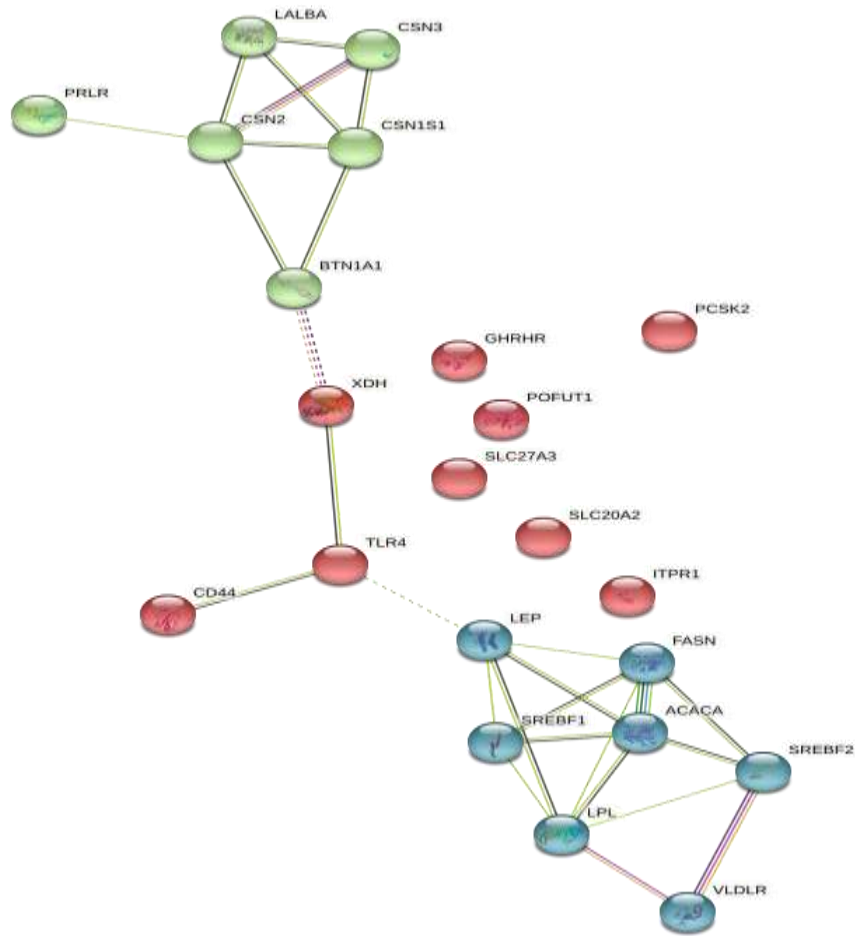 LALBA
CSN3
PRLR
CSN2
CSN1S1
BTN1A1
PCSK2
GHRHR
XDH
POFUT1
SLC27A3
SLC20A2
TLR4
ITPR1
CD44
LEP
FASN
ACACA
SREBF1
SREBF2
LPL
VLDLR